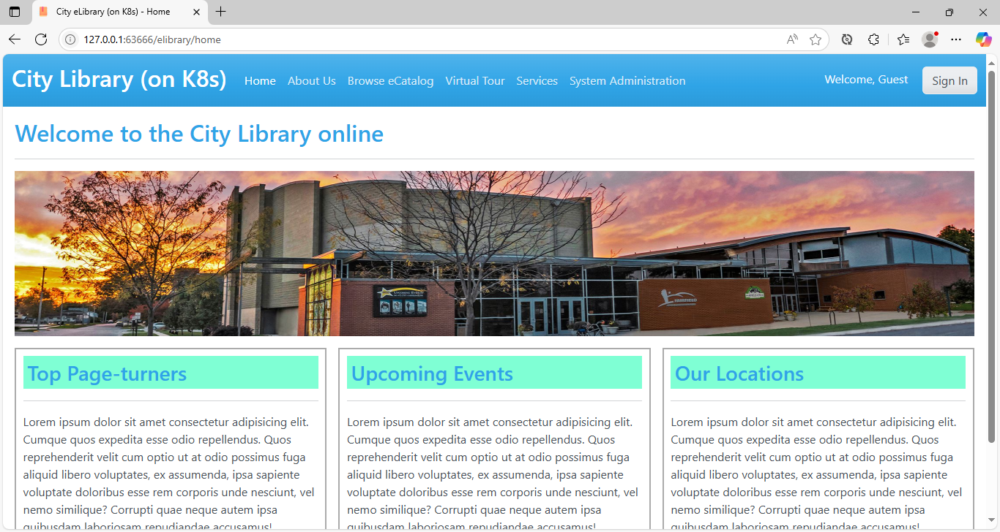 City eLibrary (on K8s) - Home
127.0.0.1:63666/elibrary/home
City Library (on K8s) Home About Us Browse eCatalog Virtual Tour Services System Administration Welcome, Guest Sign In
Welcome to the City Library online
UPCOMING EVENTS
FAIRFIELD
Top Page-turners
Lorem ipsum dolor sit amet consectetur adipisicing elit.
Cumque quos expedita esse odio repellendus. Quos
reprehenderit velit cum optio ut at odio possimus fuga
aliquid libero voluptates, ex assumenda, ipsa sapiente
voluptate doloribus esse rem corporis unde nesciunt, vel
nemo similique? Corrupti quae neque autem ipsa
quibusdam laboriosam repudiandae accusamus!
Upcoming Events
Lorem ipsum dolor sit amet consectetur adipisicing elit.
Cumque quos expedita esse odio repellendus. Quos
reprehenderit velit cum optio ut at odio possimus fuga
aliquid libero voluptates, ex assumenda, ipsa sapiente
voluptate doloribus esse rem corporis unde nesciunt, vel
nemo similique? Corrupti quae neque autem ipsa
quibusdam laboriosam repudiandae accusamus!
Our Locations
Lorem ipsum dolor sit amet consectetur adipisicing elit.
Cumque quos expedita esse odio repellendus. Quos
reprehenderit velit cum optio ut at odio possimus fuga
aliquid libero voluptates, ex assumenda, ipsa sapiente
voluptate doloribus esse rem corporis unde nesciunt, vel
nemo similique? Corrupti quae neque autem ipsa
quibusdam laboriosam repudiandae accusamus!